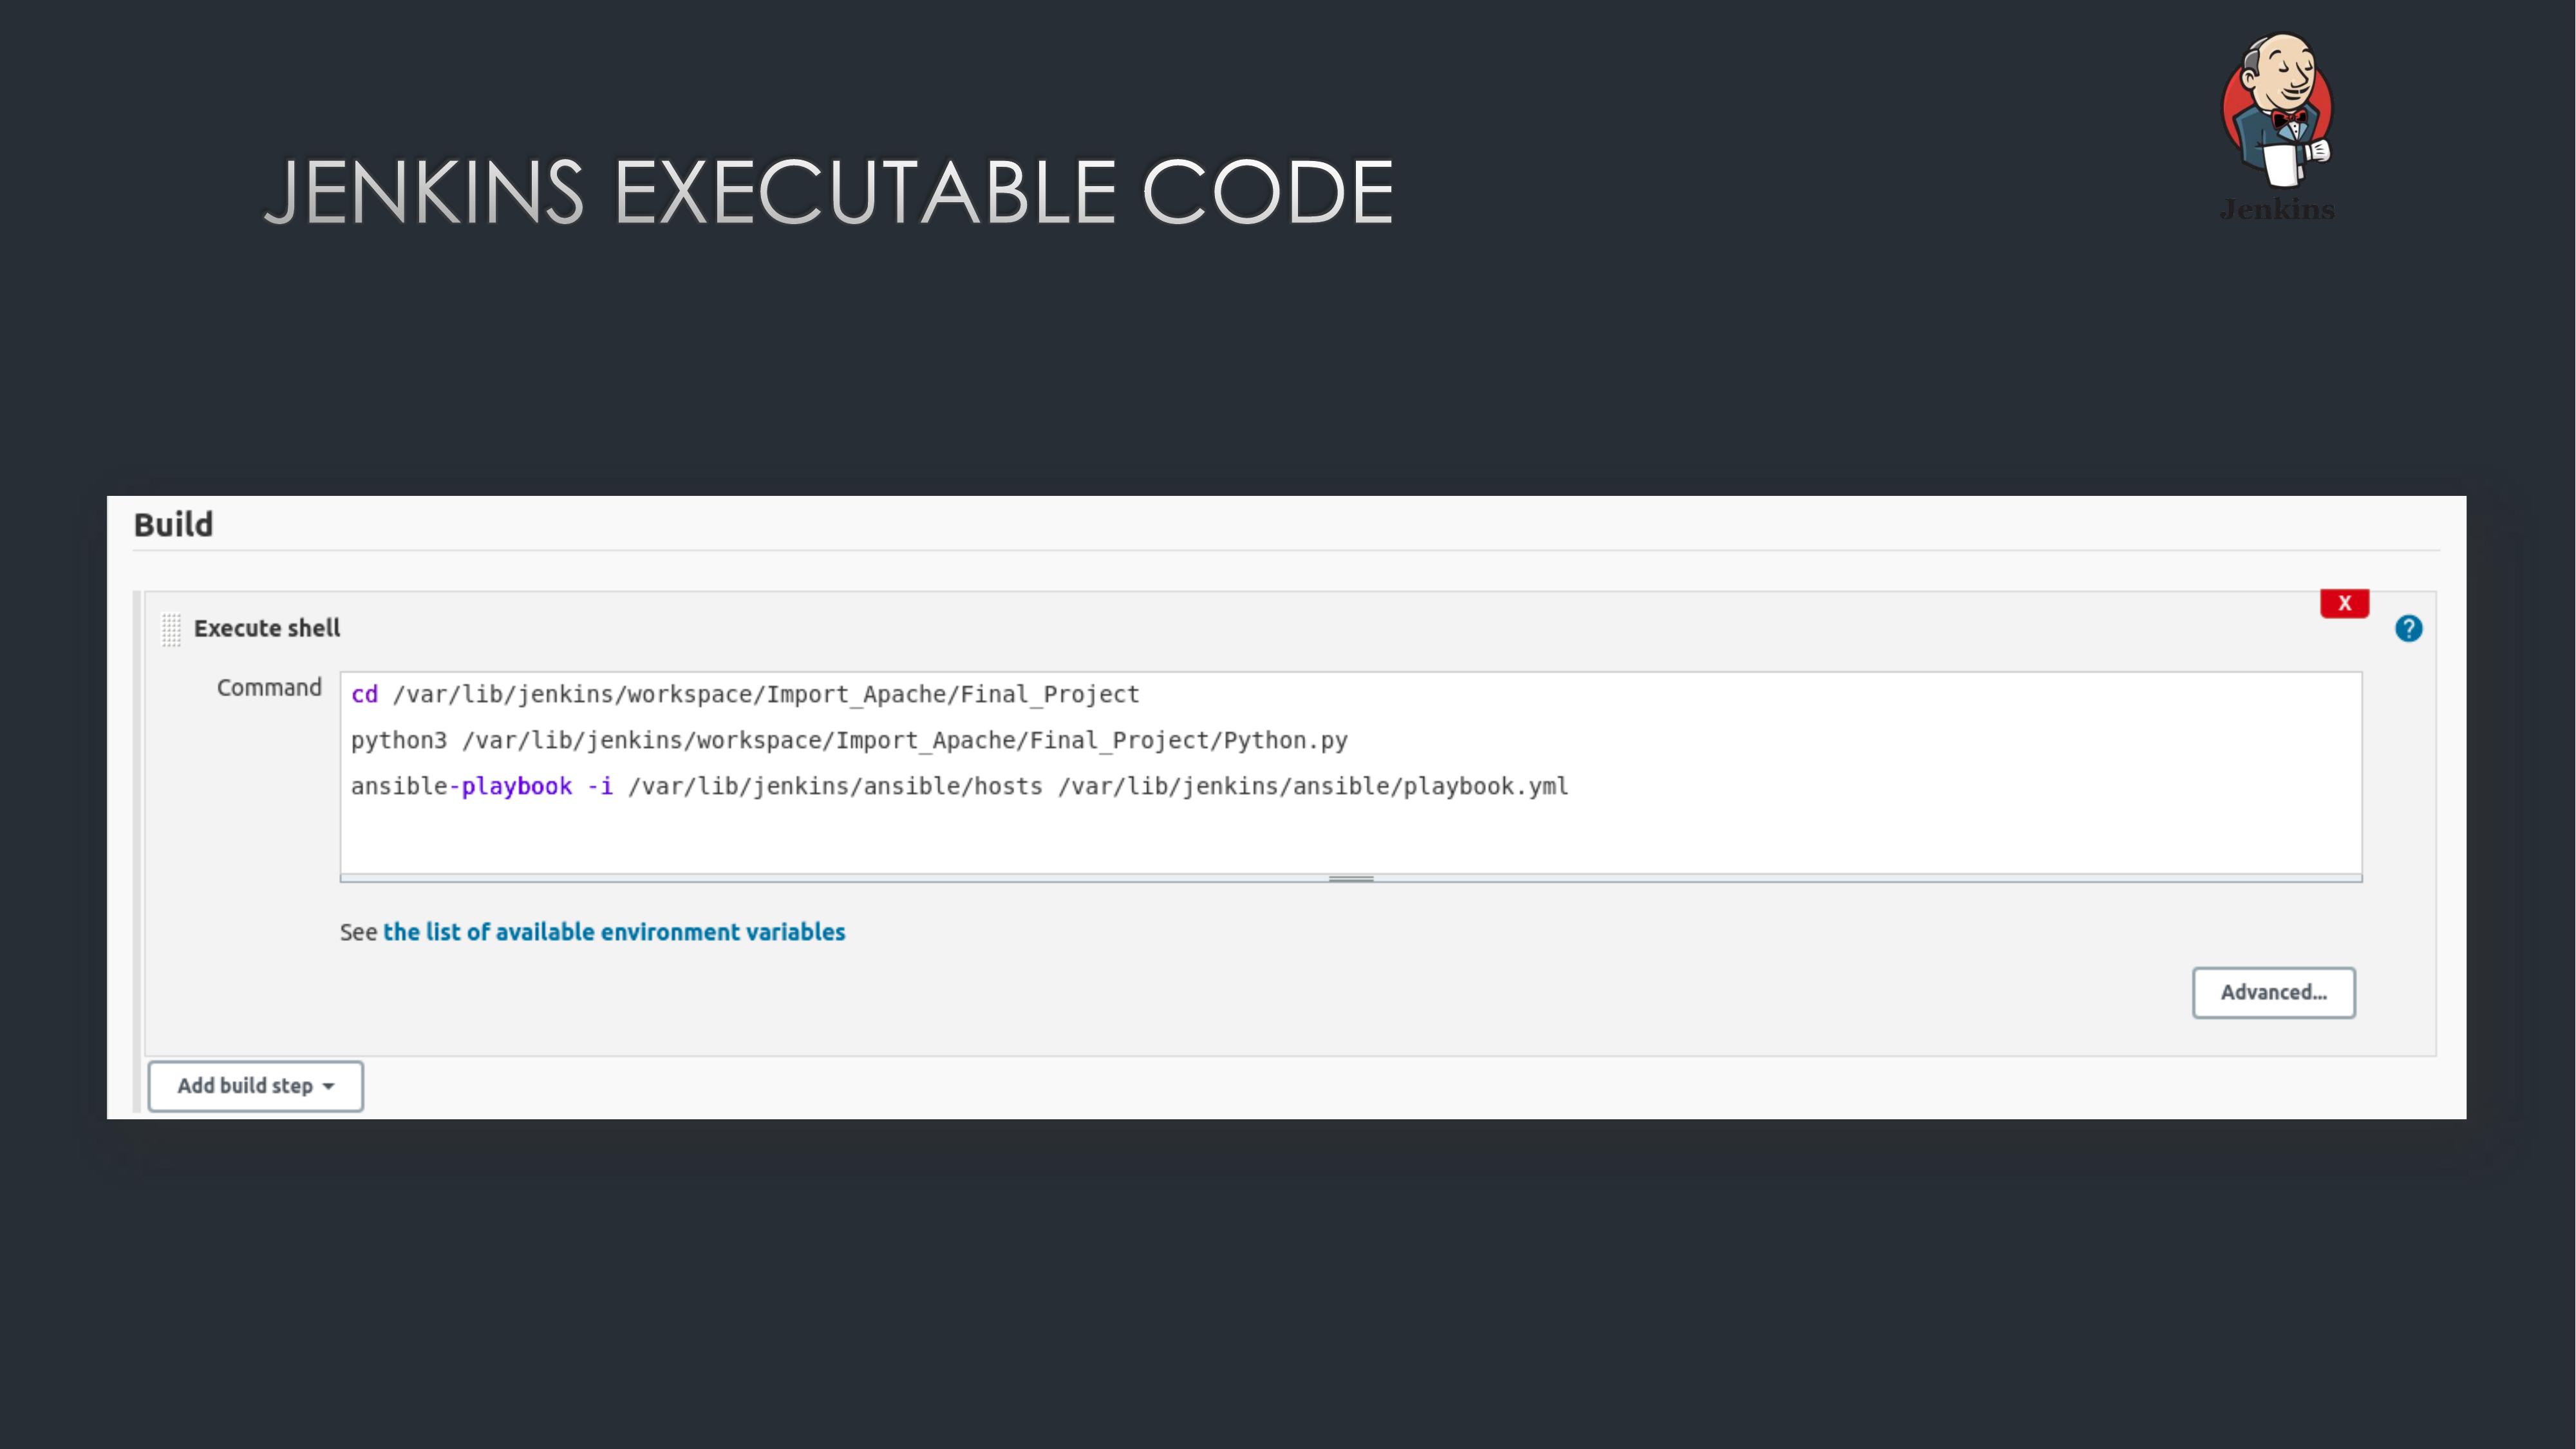 JENKINS EXECUTABLE CODE
Jenkins
Build
X
Execute shell
?
Command
cd /var/lib/jenkins/workspace/Import_Apache/Final_Project
python3 /var/lib/jenkins/workspace/Import_Apache/Final_Project/Python.py
ansible-playbook -i /var/lib/jenkins/ansible/hosts /var/lib/jenkins/ansible/playbook.yml
See the list of available environment variables
Advanced...
Add build step